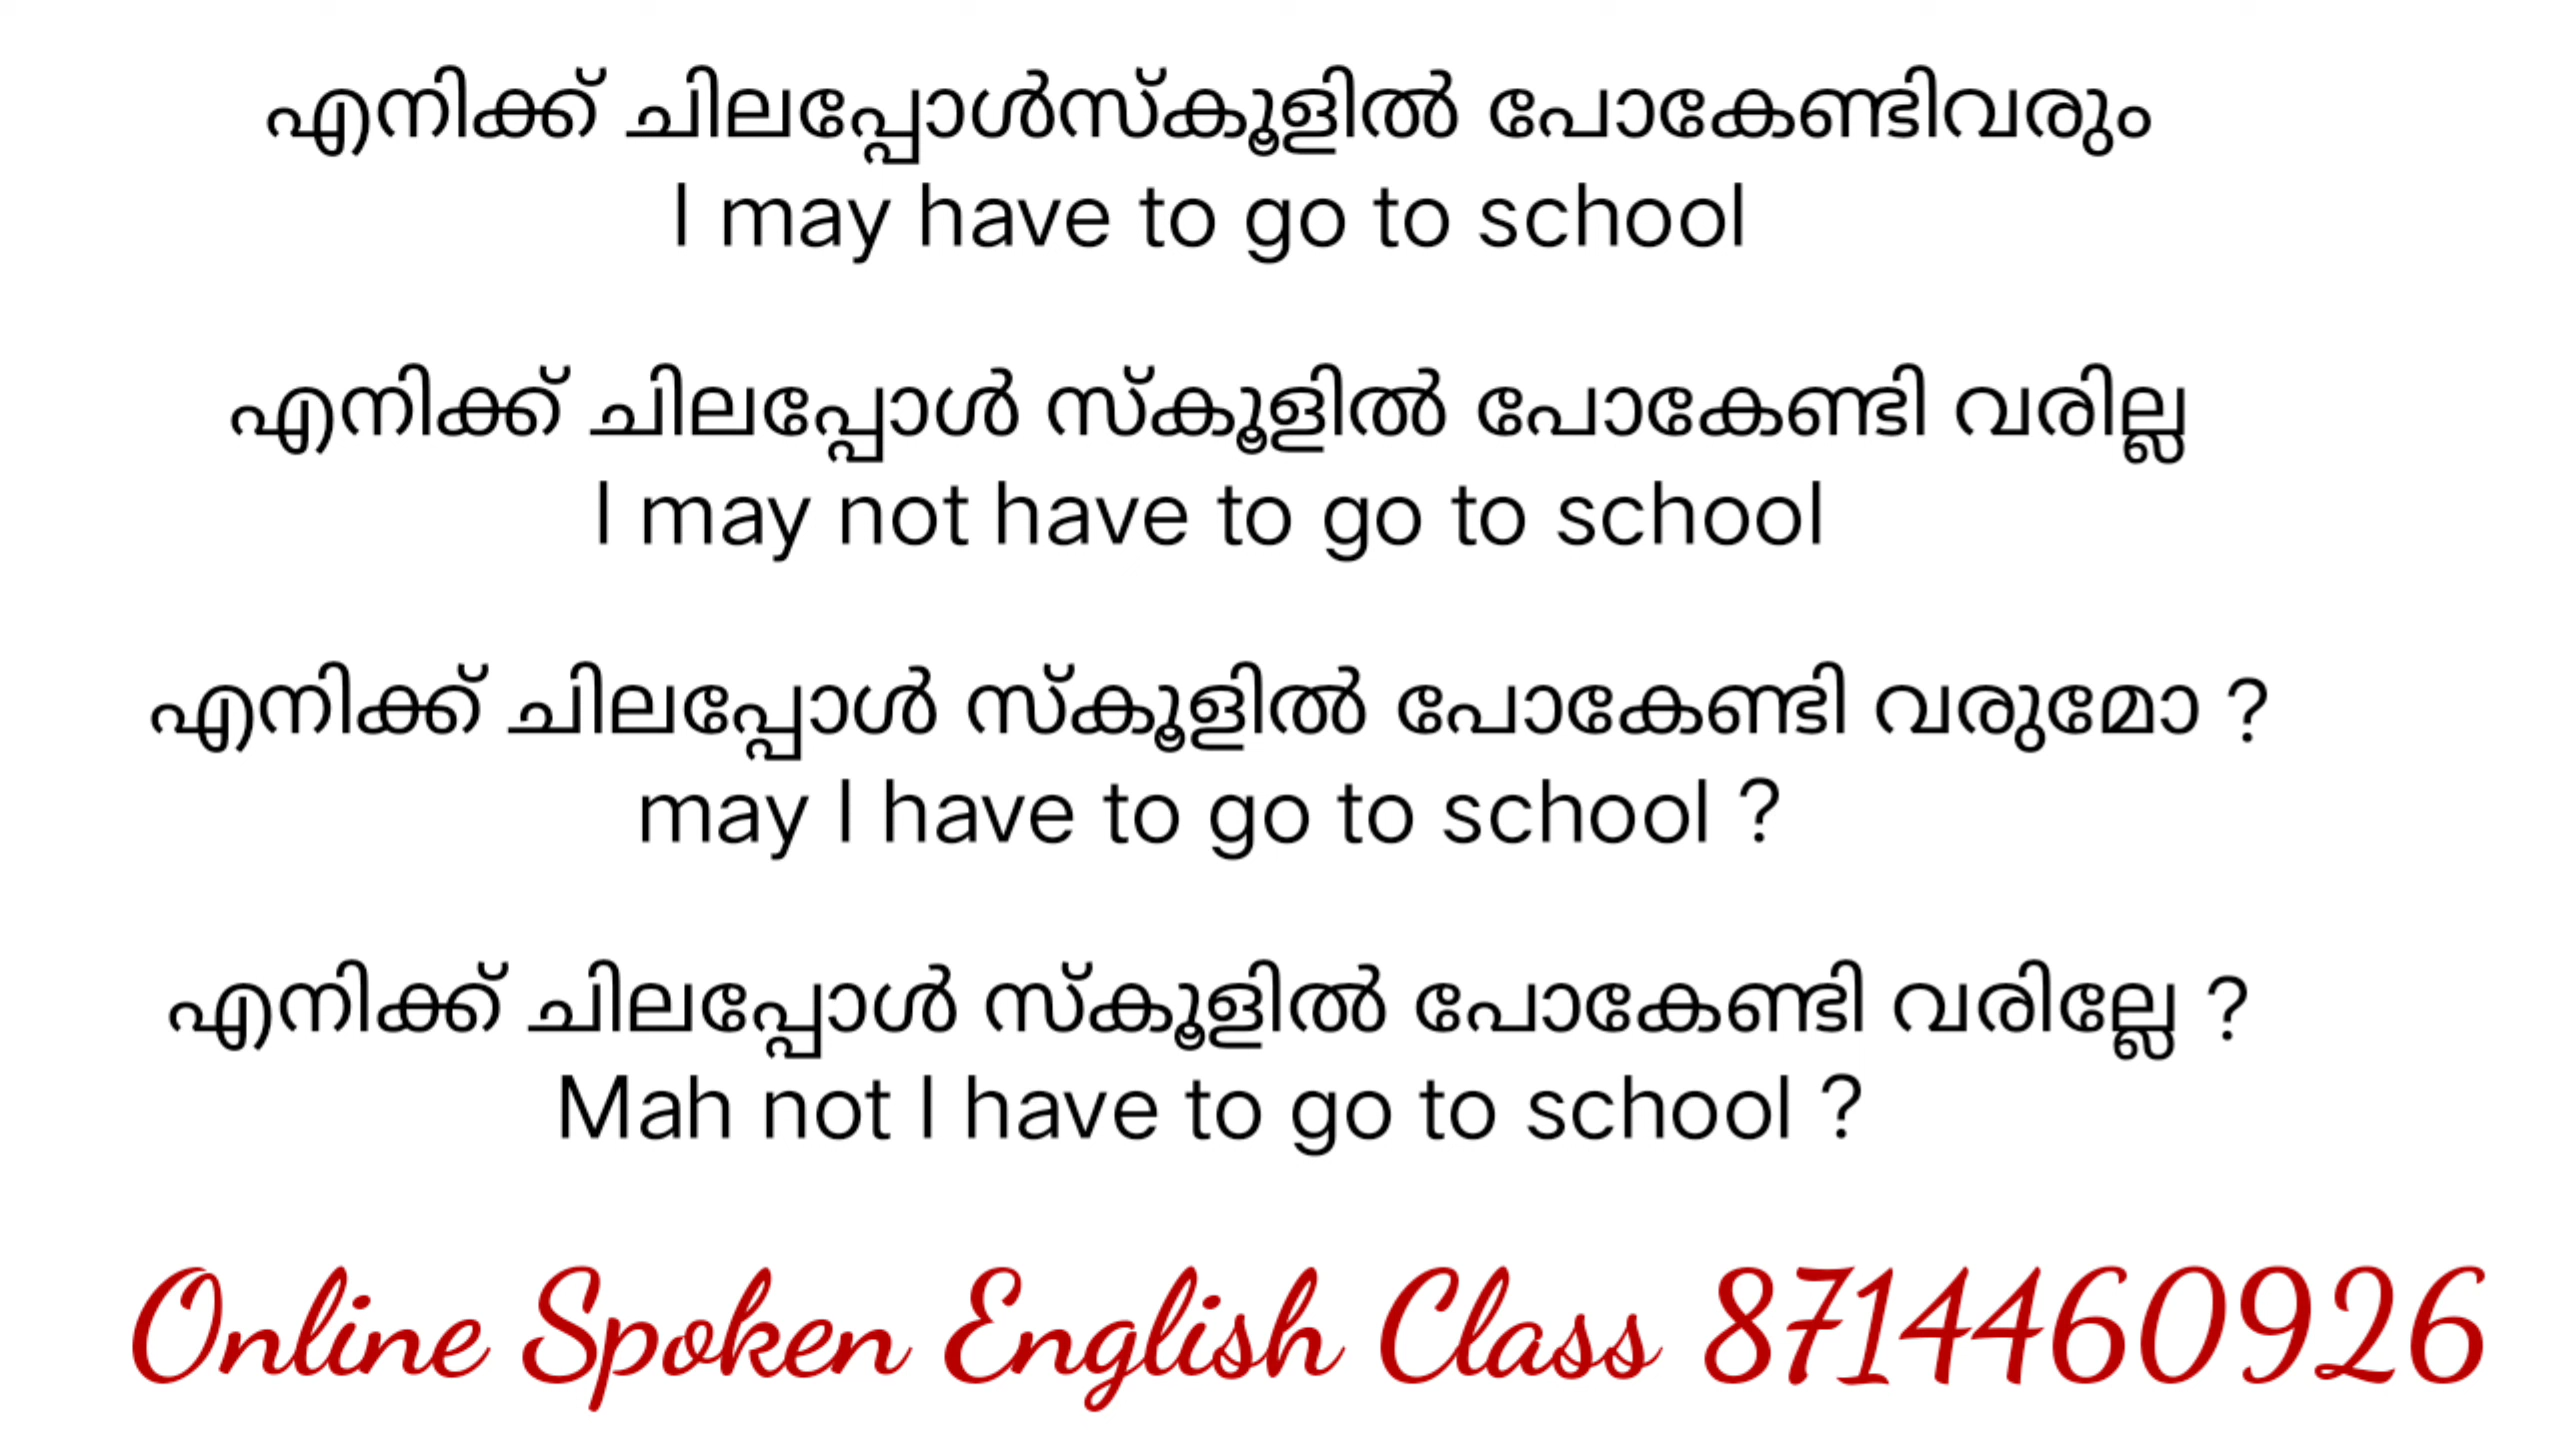 എനിക്ക് ചിലപ്പോൾസ്കൂളിൽ പോകേണ്ടിവരും
I may have to go to school
എനിക്ക് ചിലപ്പോൾ സ്കൂളിൽ പോകേണ്ടി വരില്ല
I may not have to go to school
എനിക്ക് ചിലപ്പോൾ സ്കൂളിൽ പോകേണ്ടി വരുമോ ?
may I have to go to school ?
എനിക്ക് ചിലപ്പോൾ സ്കൂളിൽ പോകേണ്ടി വരില്ലേ ?
Mah not I have to go to school ?
Online Spoken English Class 8714460926